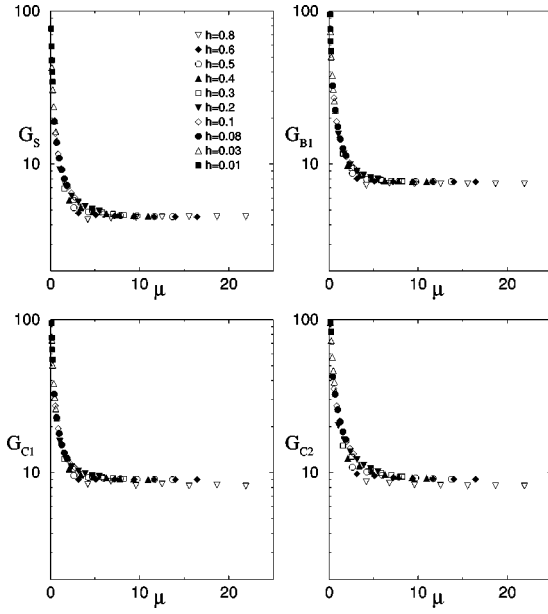 100
10
G_S
0 10 20
μ
▽ h=0.8
◆ h=0.6
○ h=0.5
▲ h=0.4
□ h=0.3
▼ h=0.2
◇ h=0.1
● h=0.08
△ h=0.03
■ h=0.01
100
10
G_B1
0 10 20
μ
100
10
G_C1
0 10 20
μ
100
10
G_C2
0 10 20
μ